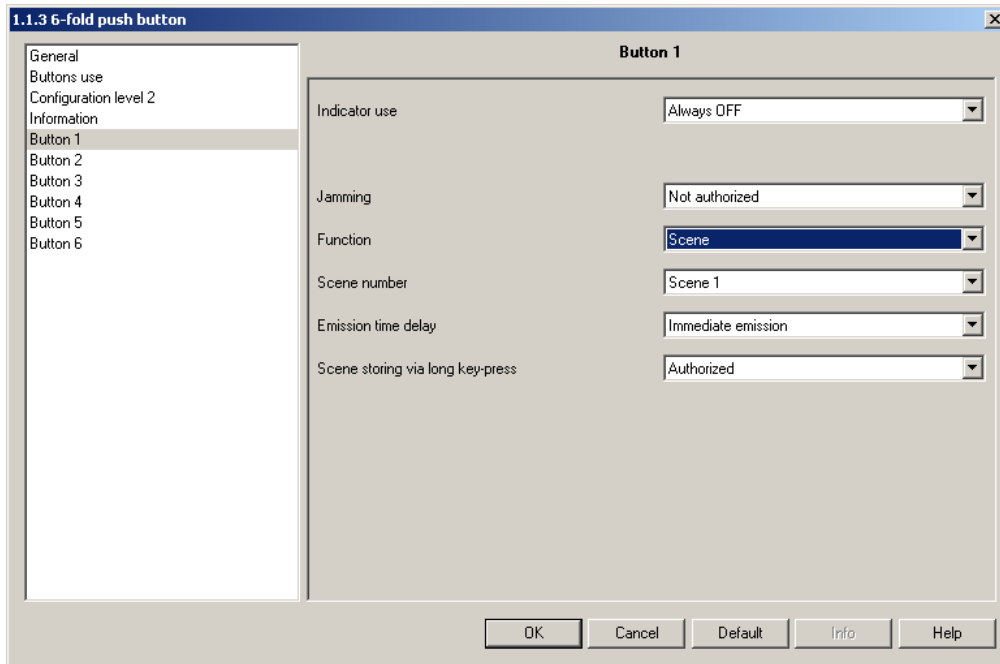 1.1.3 6-fold push button
General
Buttons use
Configuration level 2
Information
Button 1
Button 2
Button 3
Button 4
Button 5
Button 6
Button 1
Indicator use Always OFF
Jamming Not authorized
Function Scene
Scene number Scene 1
Emission time delay Immediate emission
Scene storing via long key-press Authorized
OK Cancel Default Info Help